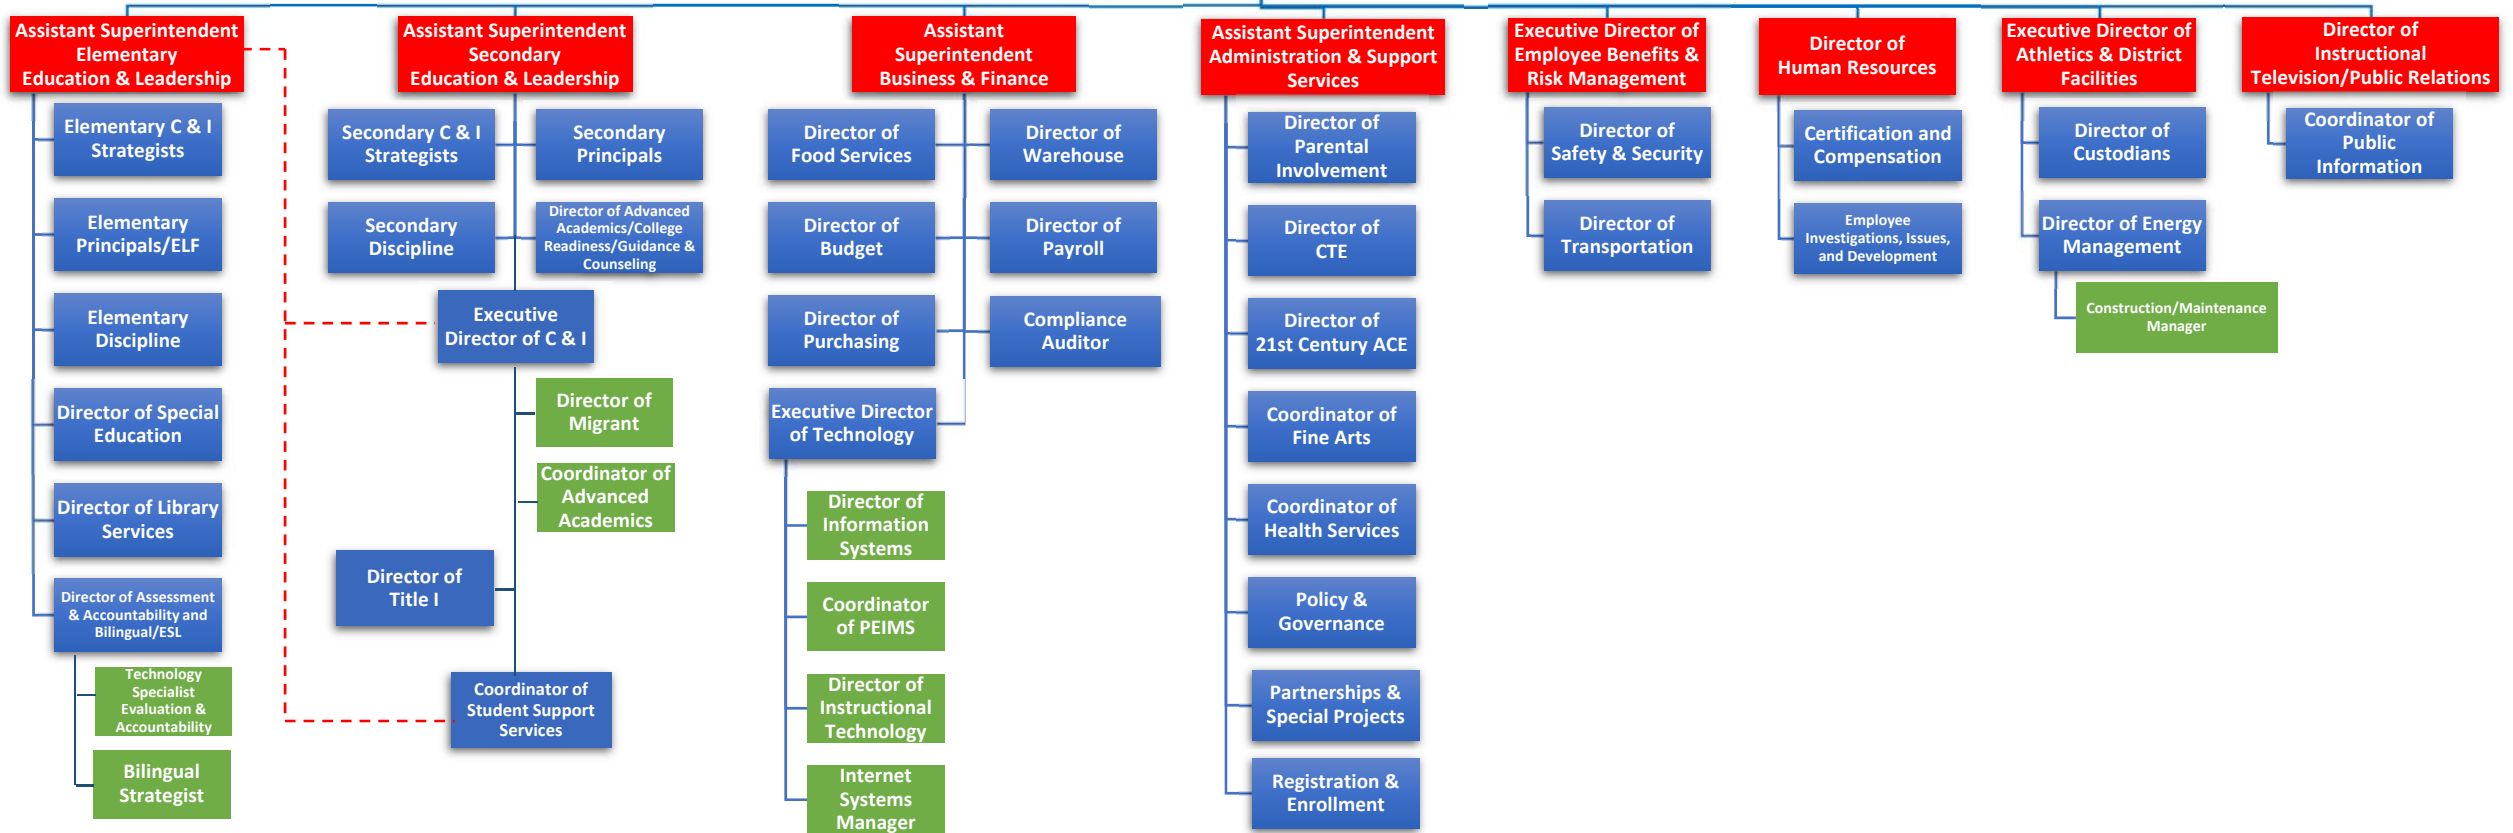 Assistant Superintendent
Elementary
Education & Leadership
Elementary C & I
Strategists
Elementary
Principals/ELF
Elementary
Discipline
Director of Special
Education
Director of Library
Services
Director of Assessment
& Accountability and
Bilingual/ESL
Technology
Specialist
Evaluation &
Accountability
Bilingual
Strategist
Assistant Superintendent
Secondary
Education & Leadership
Secondary C & I
Strategists
Secondary
Principals
Secondary
Discipline
Director of Advanced
Academics/College
Readiness/Guidance &
Counseling
Executive
Director of C & I
Director of
Migrant
Coordinator of
Advanced
Academics
Director of
Title I
Coordinator of
Student Support
Services
Assistant
Superintendent
Business & Finance
Director of
Food Services
Director of
Warehouse
Director of
Budget
Director of
Payroll
Director of
Purchasing
Compliance
Auditor
Executive Director
of Technology
Director of
Information
Systems
Coordinator
of PEIMS
Director of
Instructional
Technology
Internet
Systems
Manager
Assistant Superintendent
Administration & Support
Services
Director of
Parental
Involvement
Director of
CTE
Director of
21st Century ACE
Coordinator of
Fine Arts
Coordinator of
Health Services
Policy &
Governance
Partnerships &
Special Projects
Registration &
Enrollment
Executive Director of
Employee Benefits &
Risk Management
Director of
Safety & Security
Director of
Transportation
Director of
Human Resources
Certification and
Compensation
Employee
Investigations, Issues,
and Development
Executive Director of
Athletics & District
Facilities
Director of
Custodians
Director of Energy
Management
Construction/Maintenance
Manager
Director of
Instructional
Television/Public Relations
Coordinator of
Public
Information